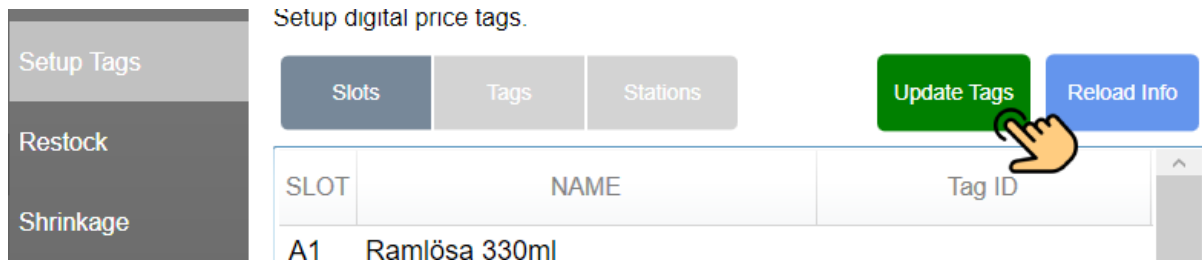 Setup digital price tags.
Setup Tags
Slots Tags Stations Update Tags Reload Info
Restock
SLOT NAME Tag ID
Shrinkage
A1 Ramlösa 330ml